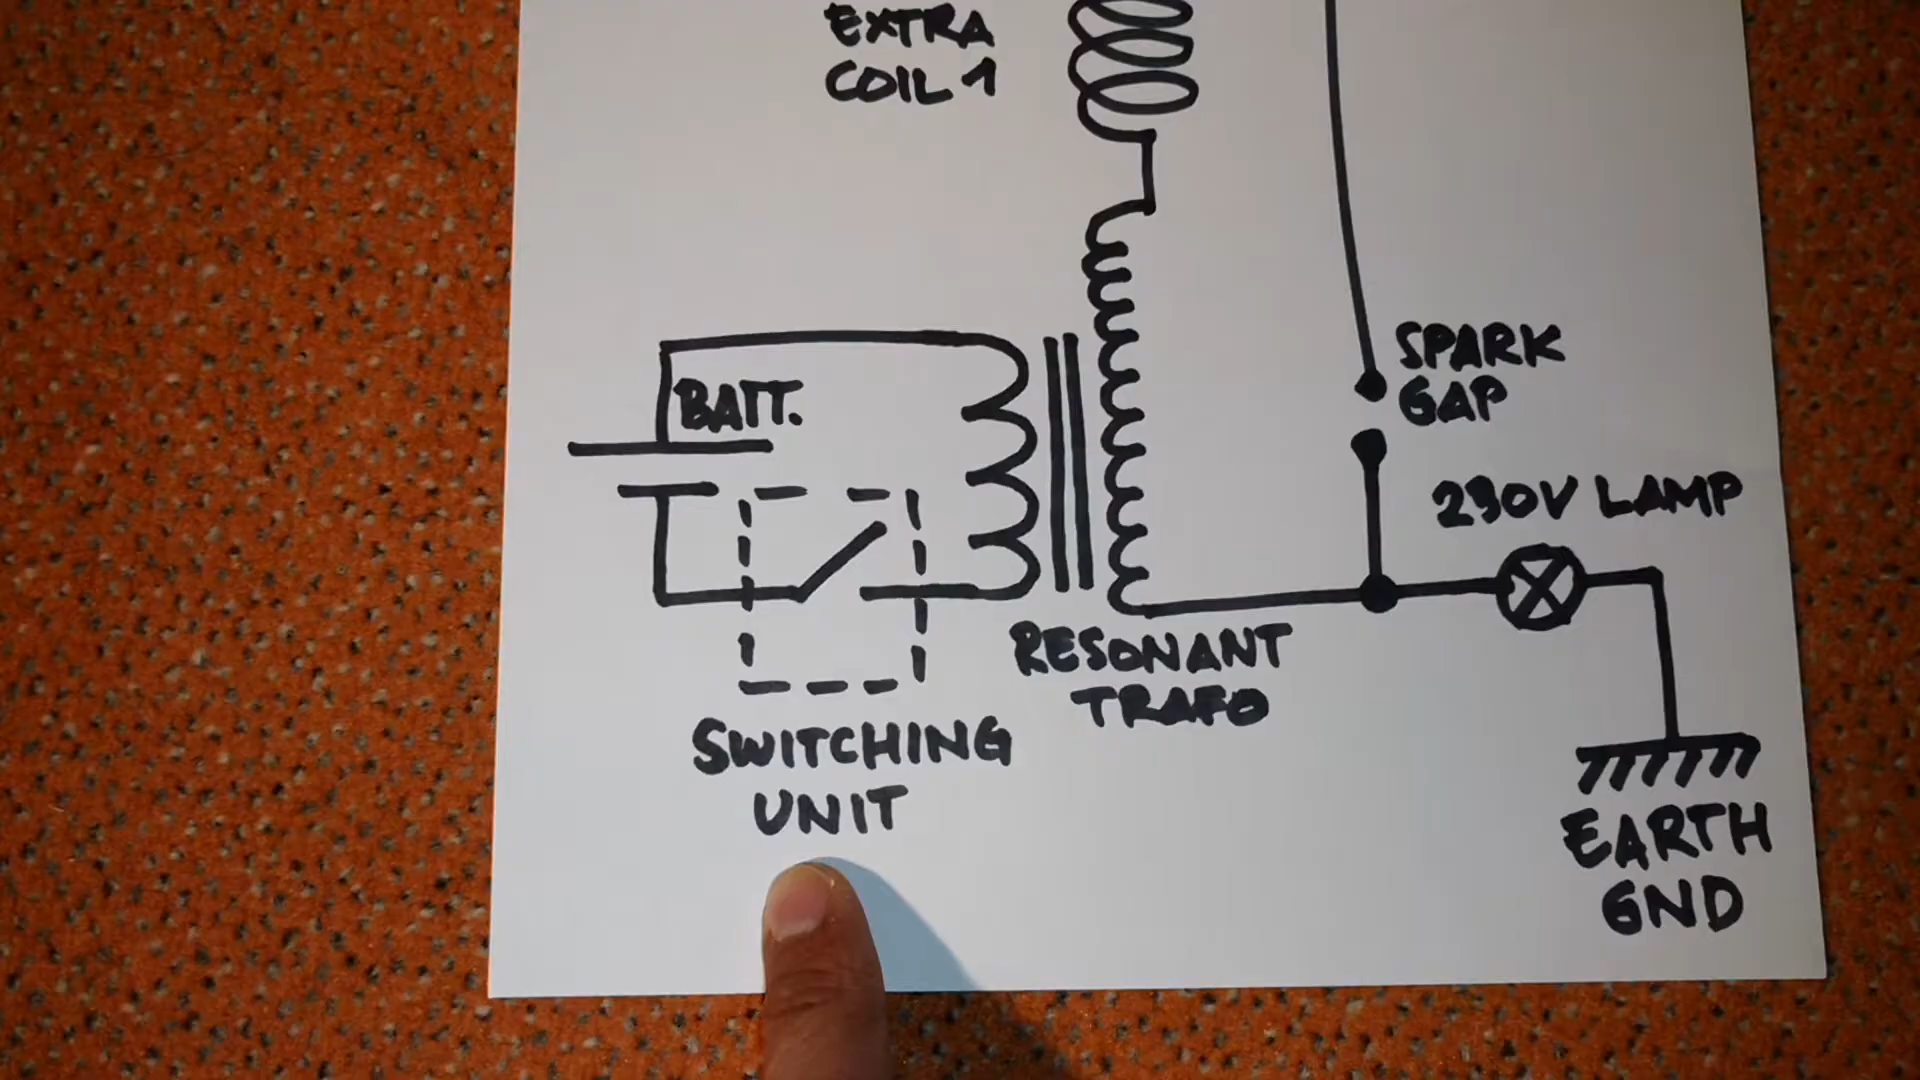 EXTRA
COIL 1
SPARK
GAP
BATT.
230V LAMP
RESONANT
TRAFO
SWITCHING
UNIT
EARTH
GND